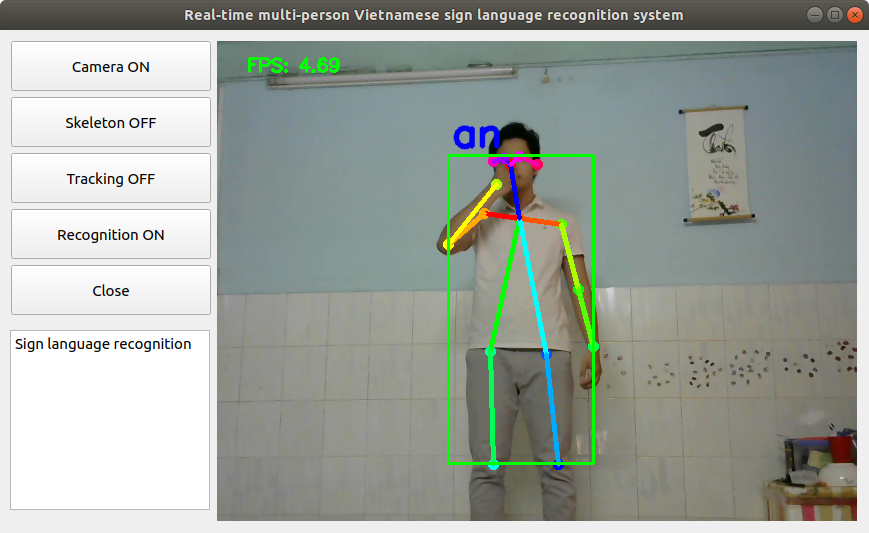 Real-time multi-person Vietnamese sign language recognition system
Camera ON
FPS: 4.69
Skeleton OFF
an
Tracking OFF
Recognition ON
Close
Sign language recognition